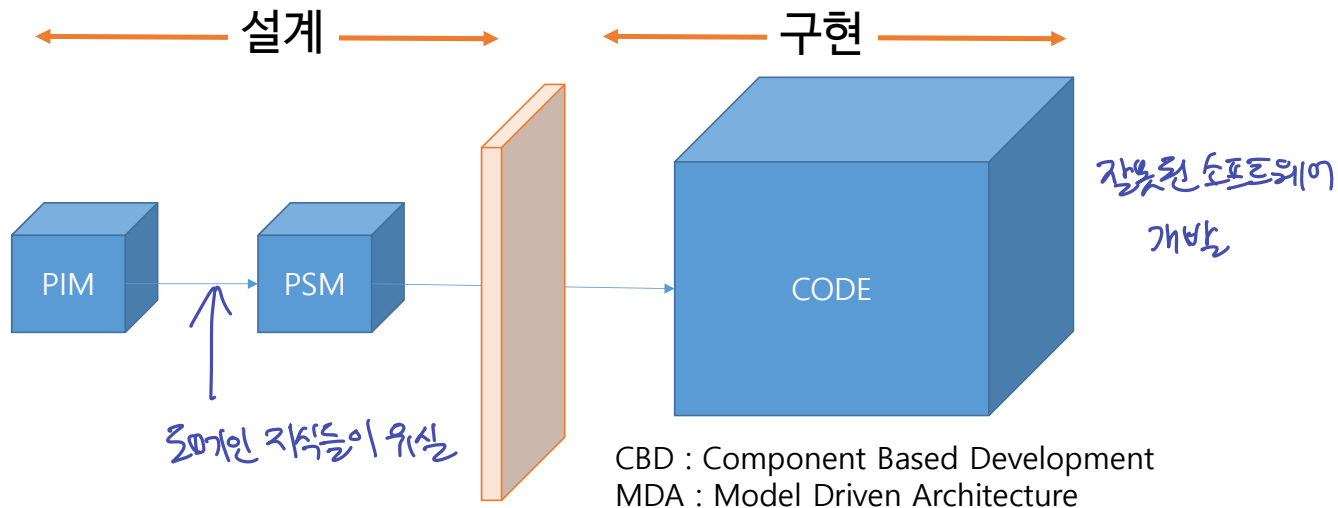 설계
구현
PIM
PSM
CODE
잘못된 소프트웨어
개발
도메인 지식들이 유실
CBD : Component Based Development
MDA : Model Driven Architecture